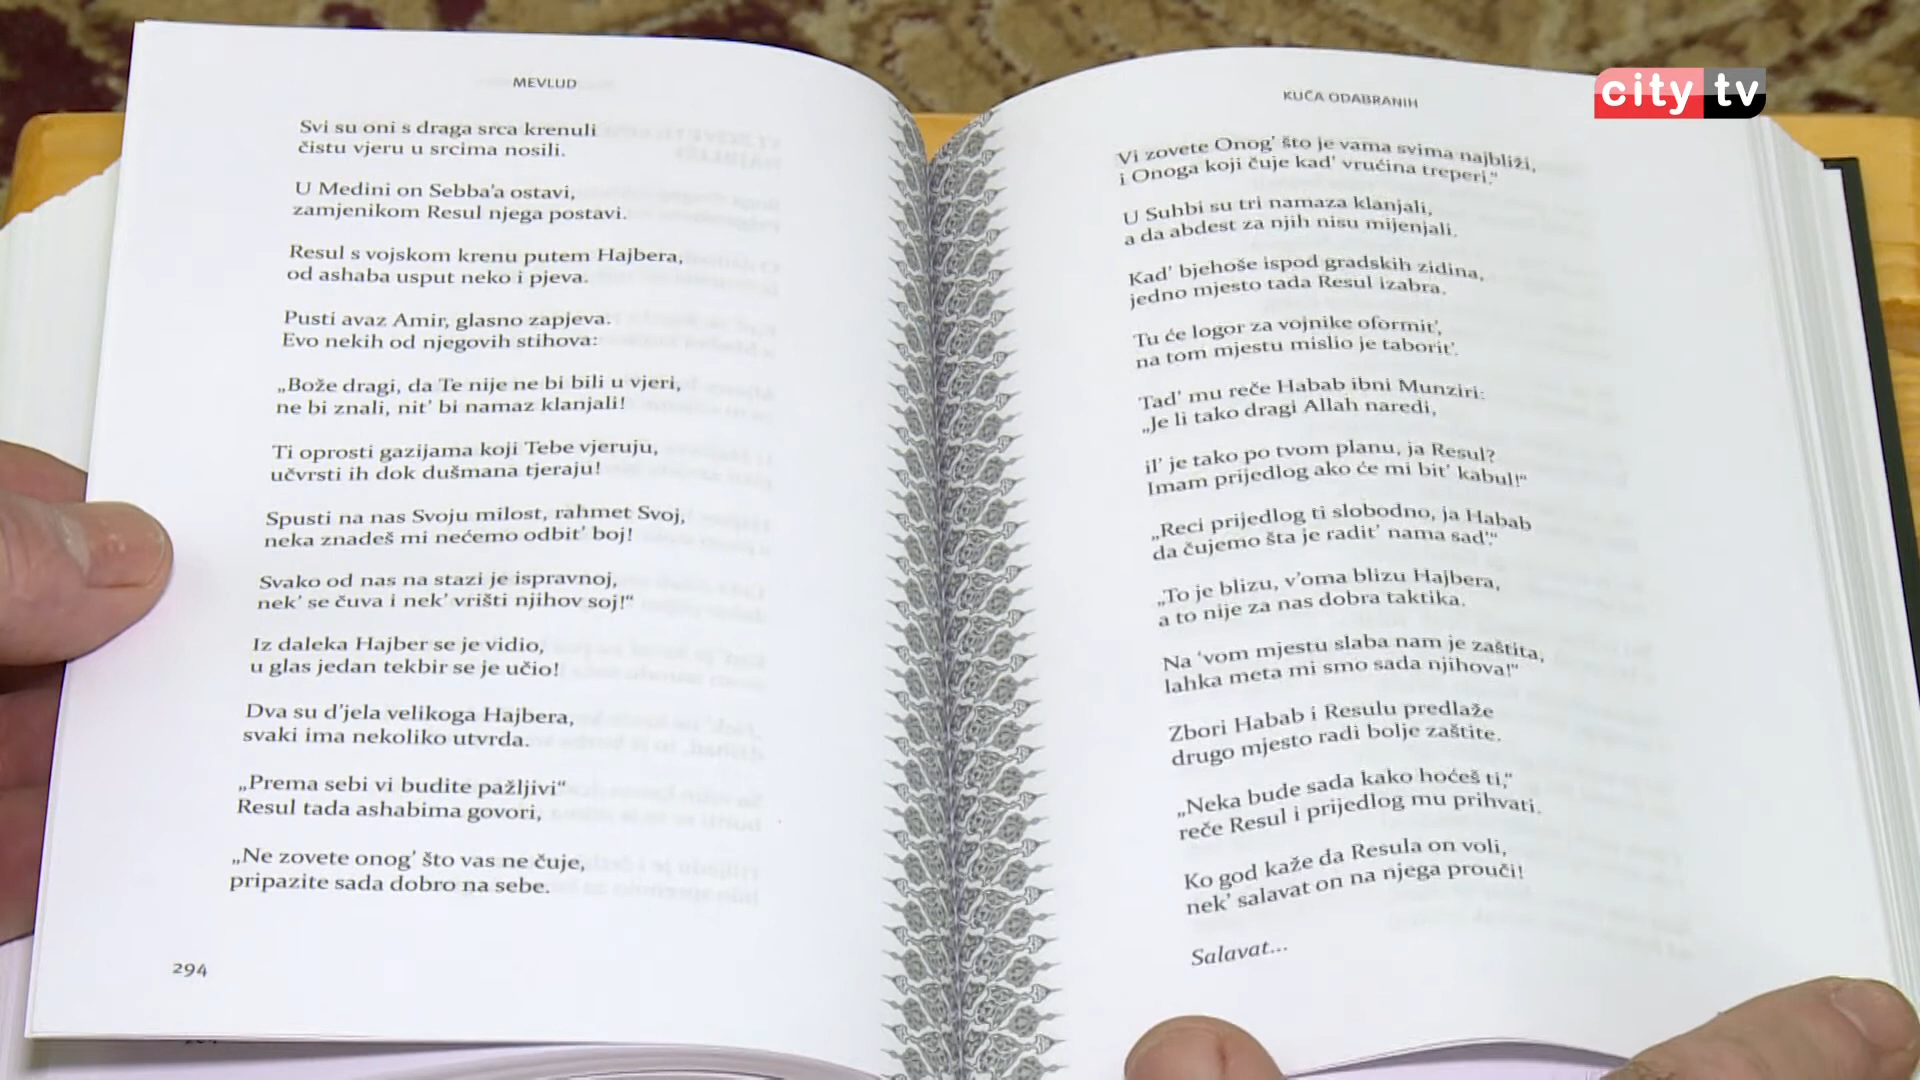 MEVLUD
Svi su oni s draga srca krenuli
čistu vjeru u srcima nosili.
U Medini on Sebba’a ostavi,
zamjenikom Resul njega postavi.
Resul s vojskom krenu putem Hajbera,
od ashaba usput neko i pjeva.
Pusti avaz Amir, glasno zapjeva.
Evo nekih od njegovih stihova:
„Bože dragi, da Te nije ne bi bili u vjeri,
ne bi znali, nit’ bi namaz klanjali!
Ti oprosti gazijama koji Tebe vjeruju,
učvrsti ih dok dušmana tjeraju!
Spusti na nas Svoju milost, rahmet Svoj,
neka znadeš mi nećemo odbit’ boj!
Svako od nas na stazi je ispravnoj,
nek’ se čuva i nek’ vrišti njihov soj!“
Iz daleka Hajber se je vidio,
u glas jedan tekbir se je učio!
Dva su d’jela velikoga Hajbera,
svaki ima nekoliko utvrda.
„Prema sebi vi budite pažljivi“
Resul tada ashabima govori,
„Ne zovete onog’ što vas ne čuje,
pripazite sada dobro na sebe.
294
KUĆA ODABRANIH
Vi zovete Onog’ što je vama svima najbliži,
i Onoga koji čuje kad’ vrućina treperi.“
U Suhbi su tri namaza klanjali,
a da abdest za njih nisu mijenjali.
Kad’ bjehoše ispod gradskih zidina,
jedno mjesto tada Resul izabra.
Tu će logor za vojnike oformit’,
na tom mjestu mislio je taborit’.
Tad’ mu reče Habab ibni Munziri:
„Je li tako dragi Allah naredi,
il’ je tako po tvom planu, ja Resul?
Imam prijedlog ako će mi bit’ kabul!“
„Reci prijedlog ti slobodno, ja Habab
da čujemo šta je radit’ nama sad’.“
„To je blizu, v’oma blizu Hajbera,
a to nije za nas dobra taktika.
Na ‘vom mjestu slaba nam je zaštita,
lahka meta mi smo sada njihova!“
Zbori Habab i Resulu predlaže
drugo mjesto radi bolje zaštite.
„Neka bude sada kako hoćeš ti,“
reče Resul i prijedlog mu prihvati.
Ko god kaže da Resula on voli,
nek’ salavat on na njega prouči!
Salavat...
city tv